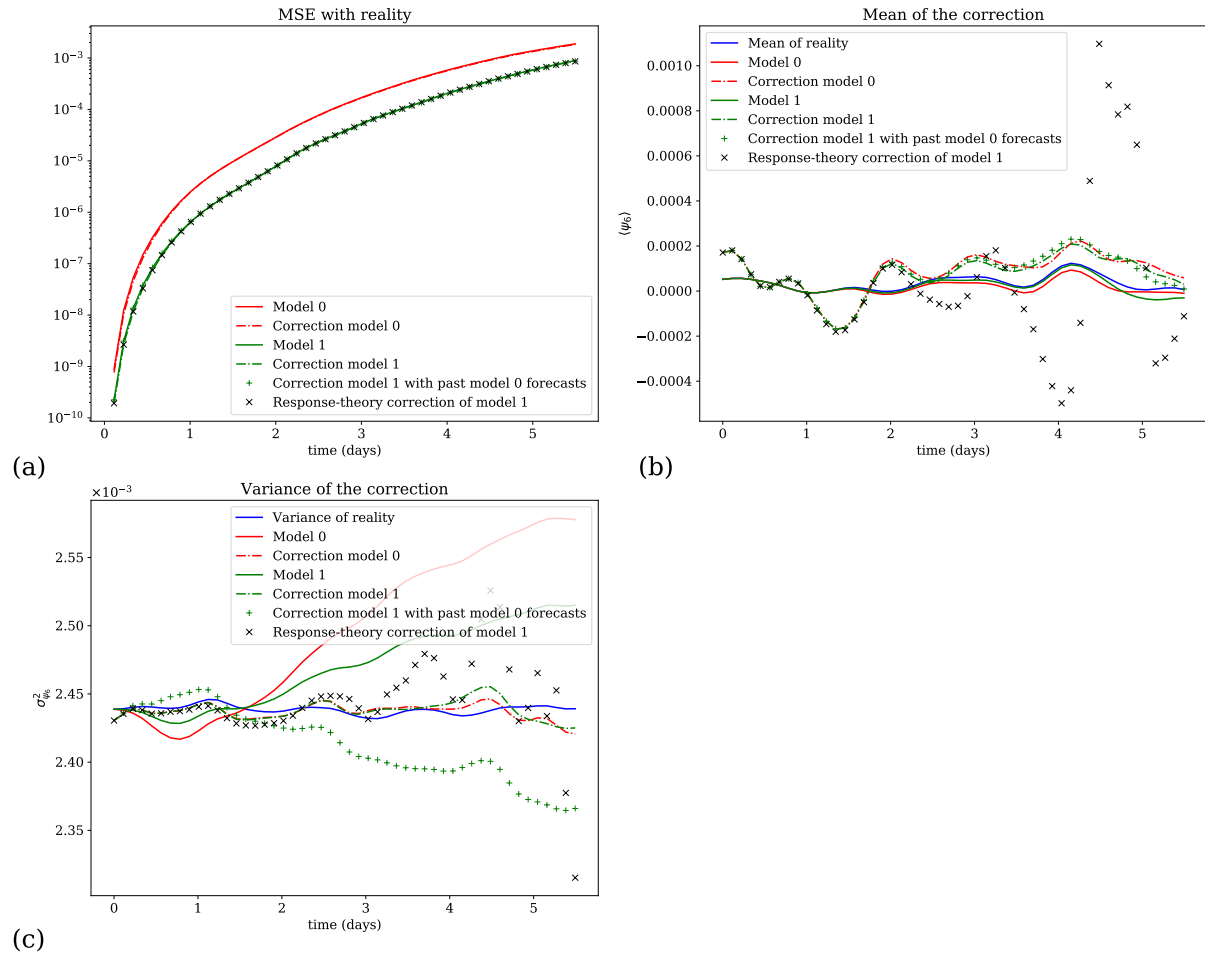 MSE with reality
10⁻³
10⁻⁴
10⁻⁵
10⁻⁶
10⁻⁷
10⁻⁸
10⁻⁹
10⁻¹⁰
Model 0
Correction model 0
Model 1
Correction model 1
Correction model 1 with past model 0 forecasts
Response-theory correction of model 1
0 1 2 3 4 5
time (days)
(a)
Mean of the correction
Mean of reality
Model 0
Correction model 0
Model 1
Correction model 1
Correction model 1 with past model 0 forecasts
Response-theory correction of model 1
0.0010
0.0008
0.0006
0.0004
0.0002
0.0000
−0.0002
−0.0004
⟨ψ₆⟩
0 1 2 3 4 5
time (days)
(b)
Variance of the correction
×10⁻³
Variance of reality
Model 0
Correction model 0
Model 1
Correction model 1
Correction model 1 with past model 0 forecasts
Response-theory correction of model 1
2.55
2.50
2.45
2.40
2.35
σ²ψ₆
0 1 2 3 4 5
time (days)
(c)